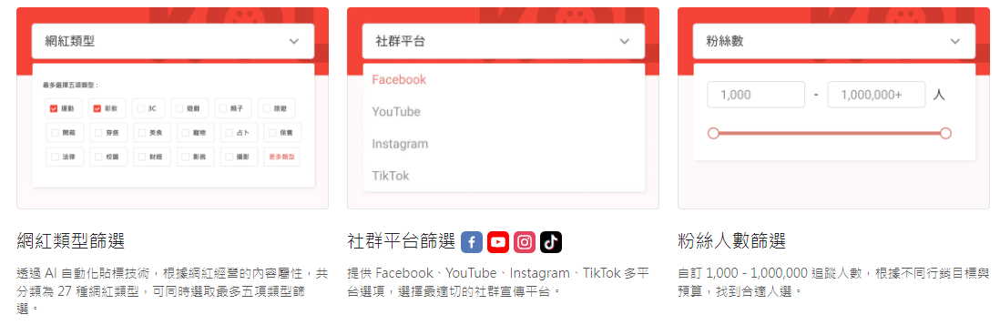 網紅類型
最多選擇五項類型：
運動 彩妝 3C 遊戲 親子 旅遊
開箱 穿搭 美食 寵物 占卜 保養
法律 校園 財經 影視 攝影 更多類型
網紅類型篩選
透過 AI 自動化貼標技術，根據網紅經營的內容屬性，共
分類為 27 種網紅類型，可同時選取最多五項類型篩
選。
社群平台
Facebook
YouTube
Instagram
TikTok
社群平台篩選
提供 Facebook、YouTube、Instagram、TikTok 多平
台選項，選擇最適切的社群宣傳平台。
粉絲數
1,000 - 1,000,000+ 人
粉絲人數篩選
自訂 1,000 - 1,000,000 追蹤人數，根據不同行銷目標與
預算，找到合適人選。